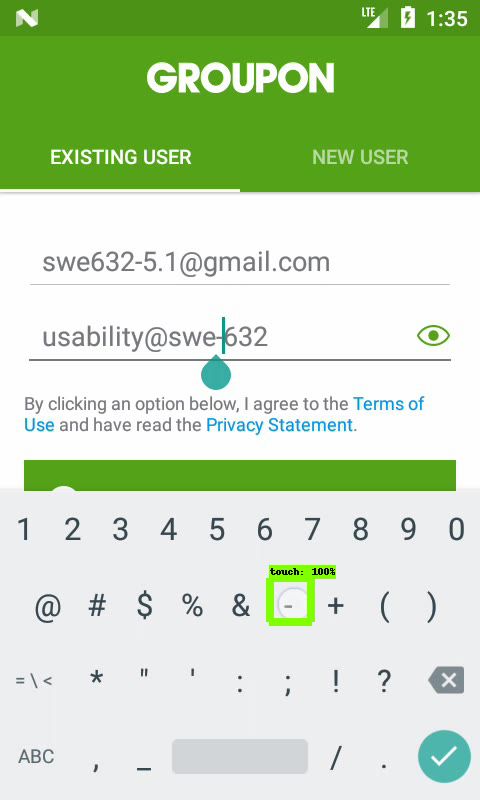 LTE 1:35
GROUPON
EXISTING USER NEW USER
swe632-5.1@gmail.com
usability@swe-632
By clicking an option below, I agree to the Terms of
Use and have read the Privacy Statement.
1 2 3 4 5 6 7 8 9 0
touch: 100%
@ # $ % & - + ( )
= \ < * " ' : ; ! ?
ABC , _ / .